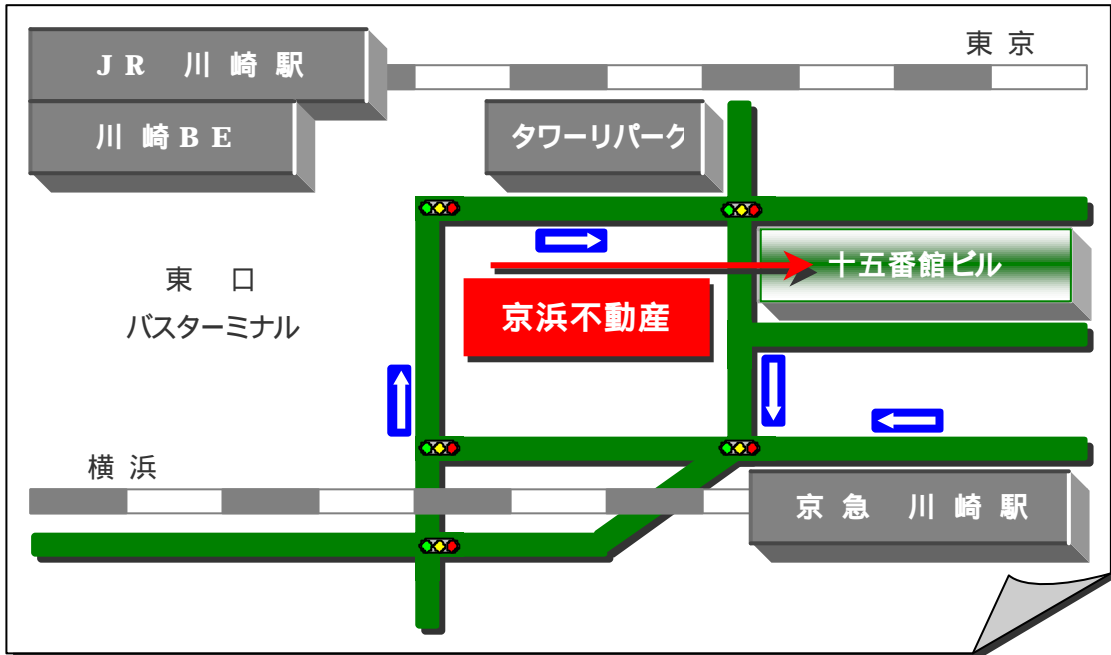 東 京
JR 川 崎 駅
川 崎 BE
タワーリパーク
十五番館ビル
東 口
バスターミナル
京浜不動産
横 浜
京 急 川 崎 駅